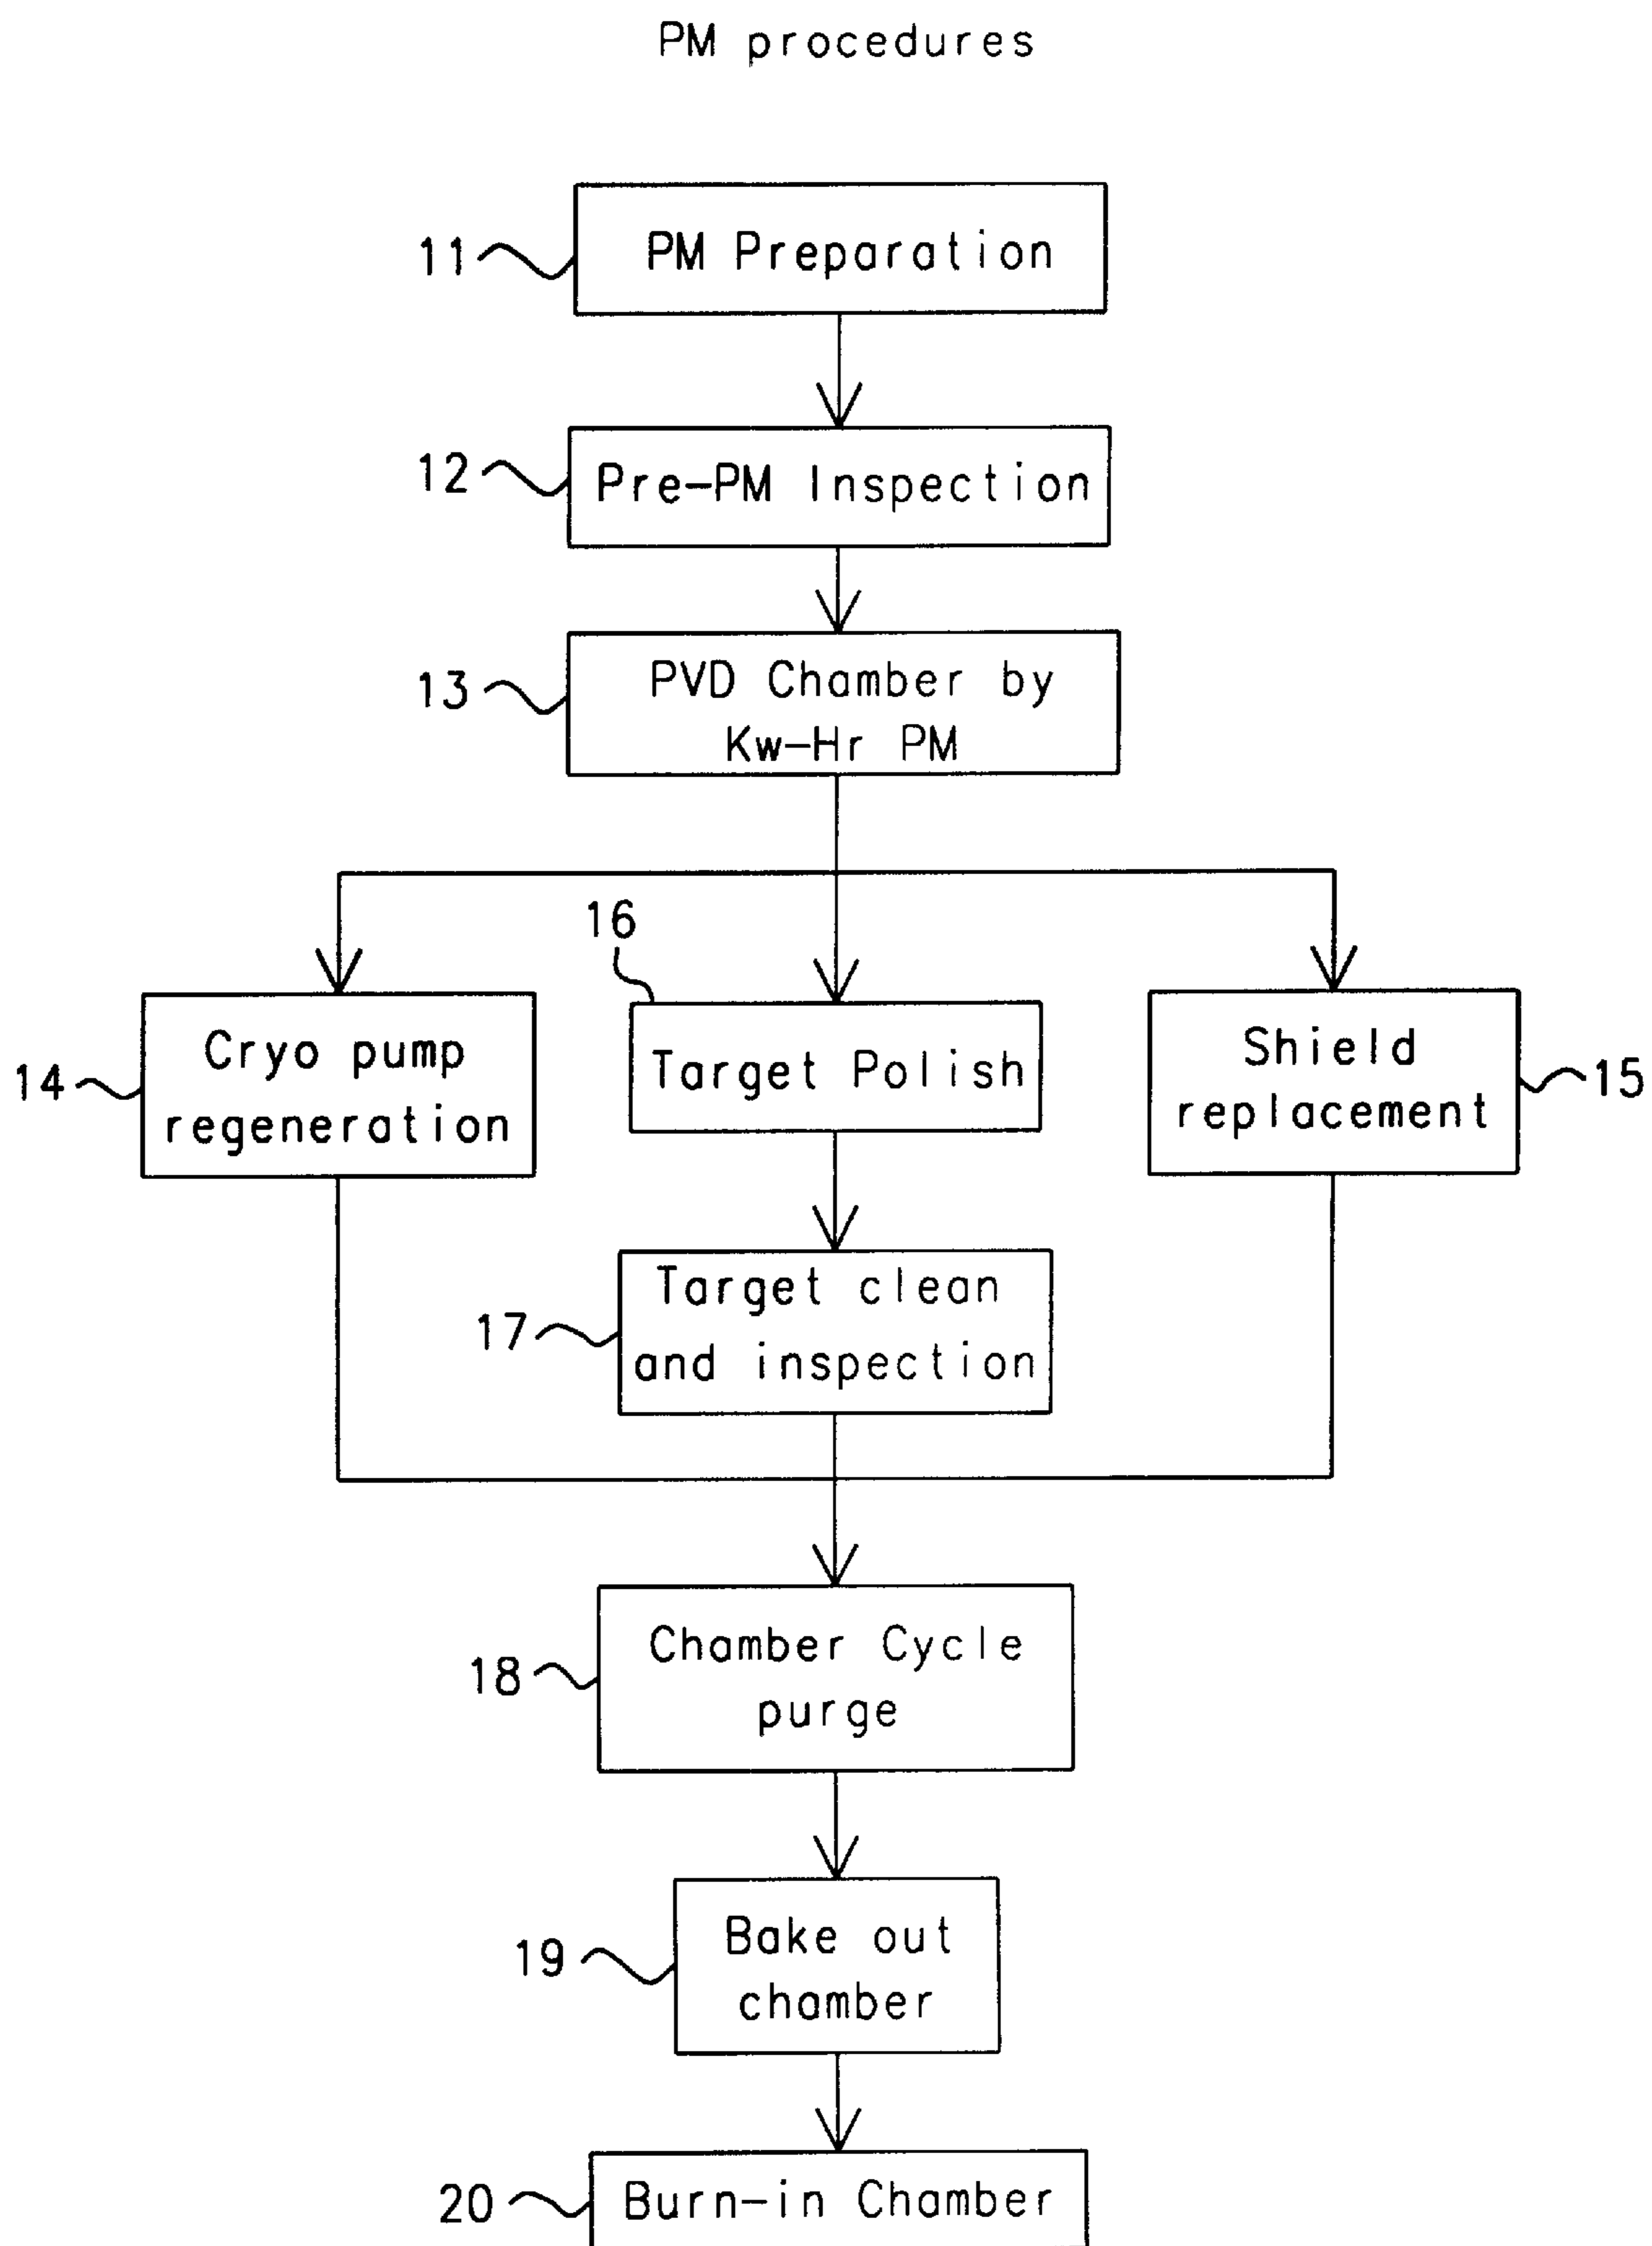 PM procedures
11
PM Preparation
12
Pre-PM Inspection
13
PVD Chamber by
Kw-Hr PM
14
Cryo pump
regeneration
16
Target Polish
Shield
replacement
15
17
Target clean
and inspection
18
Chamber Cycle
purge
19
Bake out
chamber
20
Burn-in Chamber